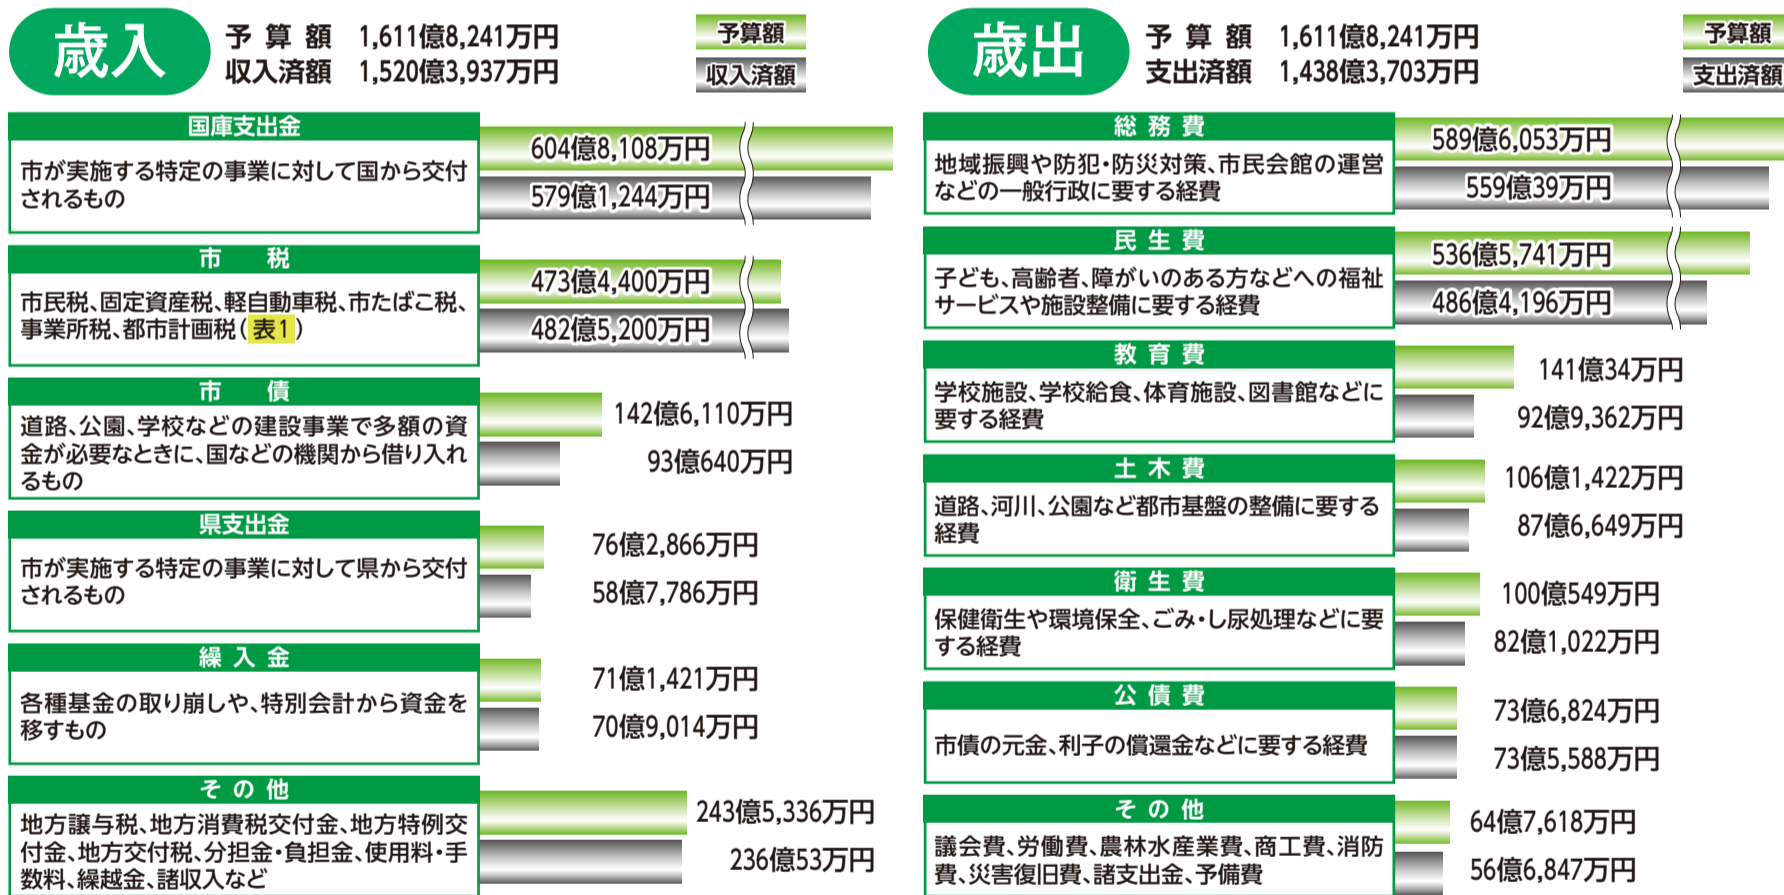 歳入
予算額 1,611億8,241万円
収入済額 1,520億3,937万円
予算額
収入済額
国庫支出金
市が実施する特定の事業に対して国から交付
されるもの
604億8,108万円
579億1,244万円
市税
市民税、固定資産税、軽自動車税、市たばこ税、
事業所税、都市計画税（表1）
473億4,400万円
482億5,200万円
市債
道路、公園、学校などの建設事業で多額の資
金が必要なときに、国などの機関から借り入れ
るもの
142億6,110万円
93億640万円
県支出金
市が実施する特定の事業に対して県から交付
されるもの
76億2,866万円
58億7,786万円
繰入金
各種基金の取り崩しや、特別会計から資金を
移すもの
71億1,421万円
70億9,014万円
その他
地方譲与税、地方消費税交付金、地方特例交
付金、地方交付税、分担金・負担金、使用料・手
数料、繰越金、諸収入など
243億5,336万円
236億53万円
歳出
予算額 1,611億8,241万円
支出済額 1,438億3,703万円
予算額
支出済額
総務費
地域振興や防犯・防災対策、市民会館の運営
などの一般行政に要する経費
589億6,053万円
559億39万円
民生費
子ども、高齢者、障がいのある方などへの福祉
サービスや施設整備に要する経費
536億5,741万円
486億4,196万円
教育費
学校施設、学校給食、体育施設、図書館などに
要する経費
141億34万円
92億9,362万円
土木費
道路、河川、公園など都市基盤の整備に要する
経費
106億1,422万円
87億6,649万円
衛生費
保健衛生や環境保全、ごみ・し尿処理などに要
する経費
100億549万円
82億1,022万円
公債費
市債の元金、利子の償還金などに要する経費
73億6,824万円
73億5,588万円
その他
議会費、労働費、農林水産業費、商工費、消防
費、災害復旧費、諸支出金、予備費
64億7,618万円
56億6,847万円